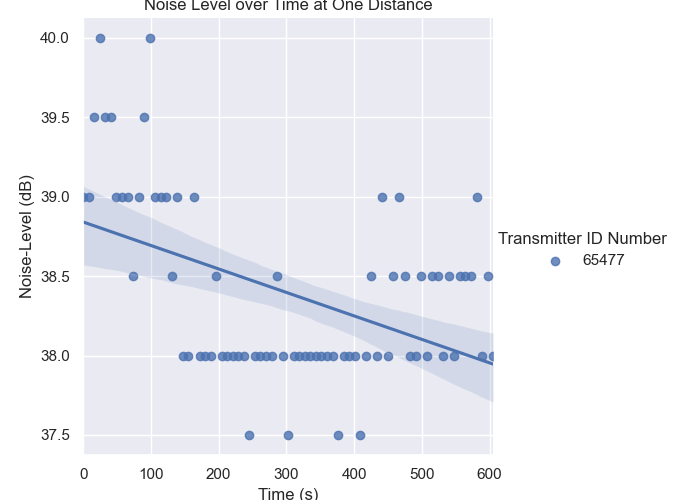 Noise Level over Time at One Distance
40.0
39.5
39.0
38.5
38.0
37.5
Noise-Level (dB)
0 100 200 300 400 500 600
Time (s)
Transmitter ID Number
65477